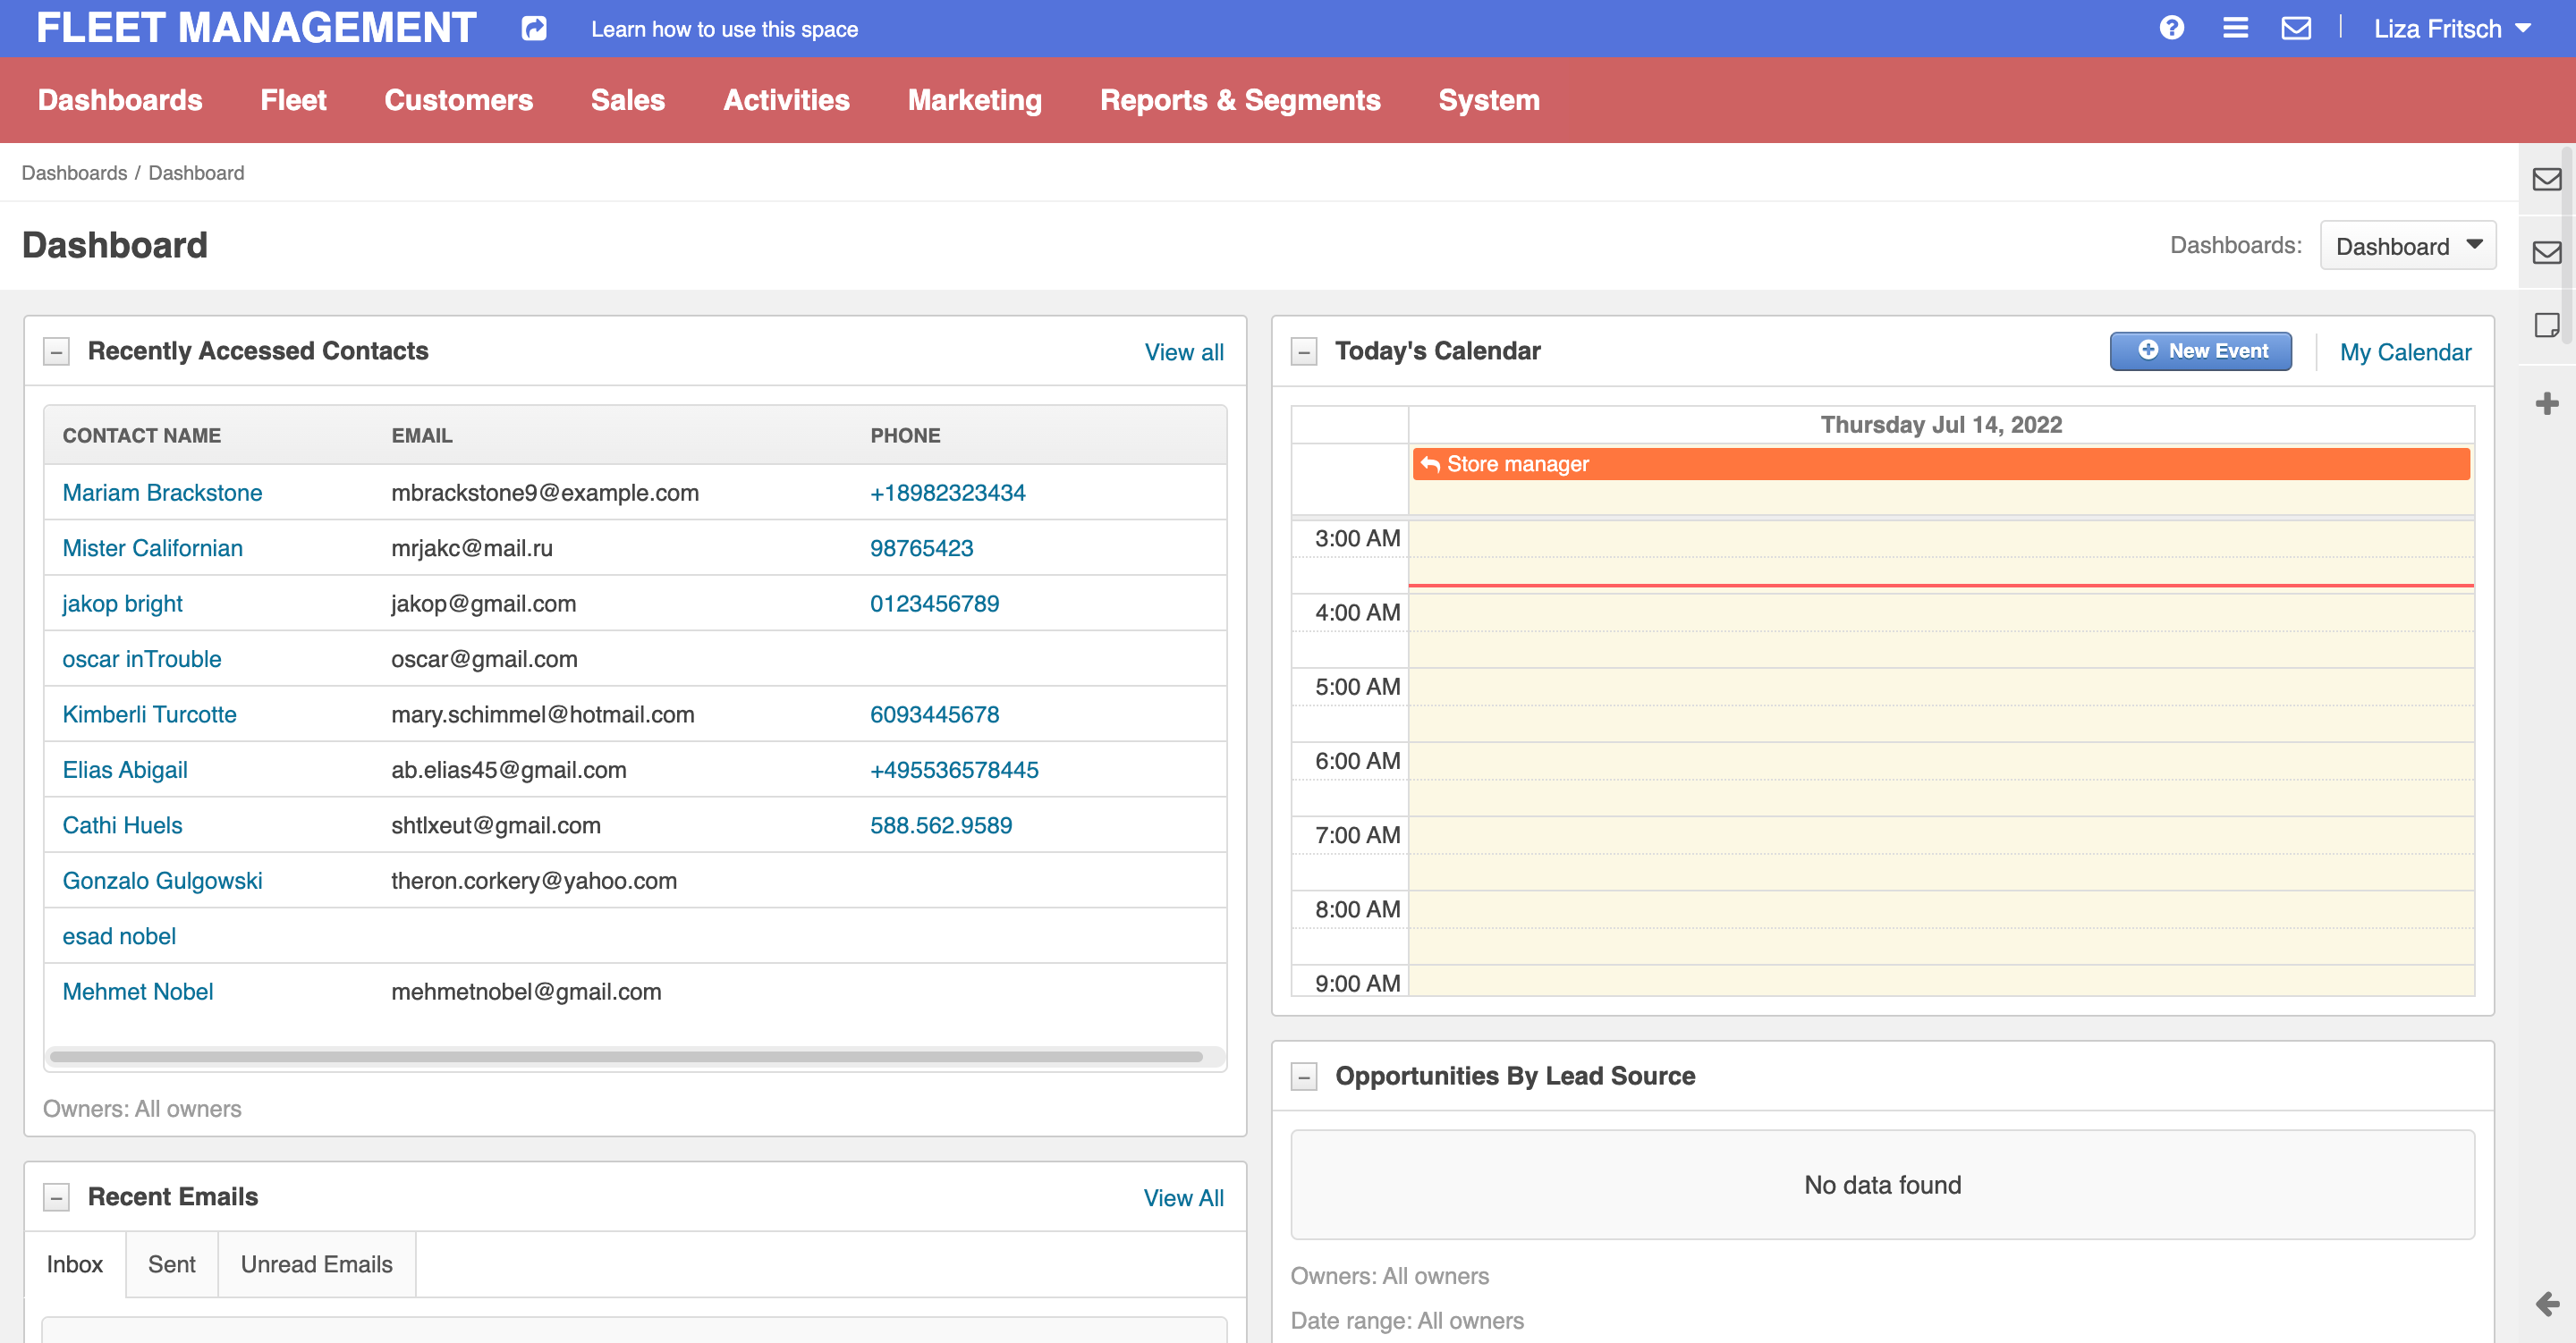 FLEET MANAGEMENT
Learn how to use this space
Liza Fritsch
Dashboards
Fleet
Customers
Sales
Activities
Marketing
Reports & Segments
System
Dashboards / Dashboard
Dashboard
Dashboards: Dashboard
Recently Accessed Contacts
View all
CONTACT NAME EMAIL PHONE
Mariam Brackstone mbrackstone9@example.com +18982323434
Mister Californian mrjakc@mail.ru 98765423
jakop bright jakop@gmail.com 0123456789
oscar inTrouble oscar@gmail.com
Kimberli Turcotte mary.schimmel@hotmail.com 6093445678
Elias Abigail ab.elias45@gmail.com +495536578445
Cathi Huels shtlxeut@gmail.com 588.562.9589
Gonzalo Gulgowski theron.corkery@yahoo.com
esad nobel
Mehmet Nobel mehmetnobel@gmail.com
Owners: All owners
Recent Emails
View All
Inbox
Sent
Unread Emails
Today's Calendar
New Event
My Calendar
Thursday Jul 14, 2022
Store manager
3:00 AM
4:00 AM
5:00 AM
6:00 AM
7:00 AM
8:00 AM
9:00 AM
Opportunities By Lead Source
No data found
Owners: All owners
Date range: All owners